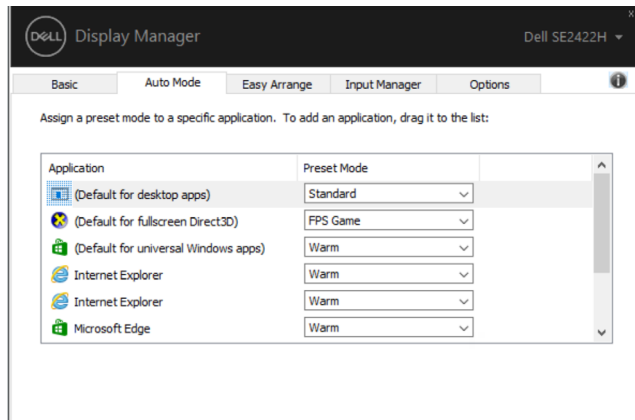 DELL Display Manager
Dell SE2422H
Basic Auto Mode Easy Arrange Input Manager Options
Assign a preset mode to a specific application. To add an application, drag it to the list:
Application Preset Mode
(Default for desktop apps) Standard
(Default for fullscreen Direct3D) FPS Game
(Default for universal Windows apps) Warm
Internet Explorer Warm
Internet Explorer Warm
Microsoft Edge Warm